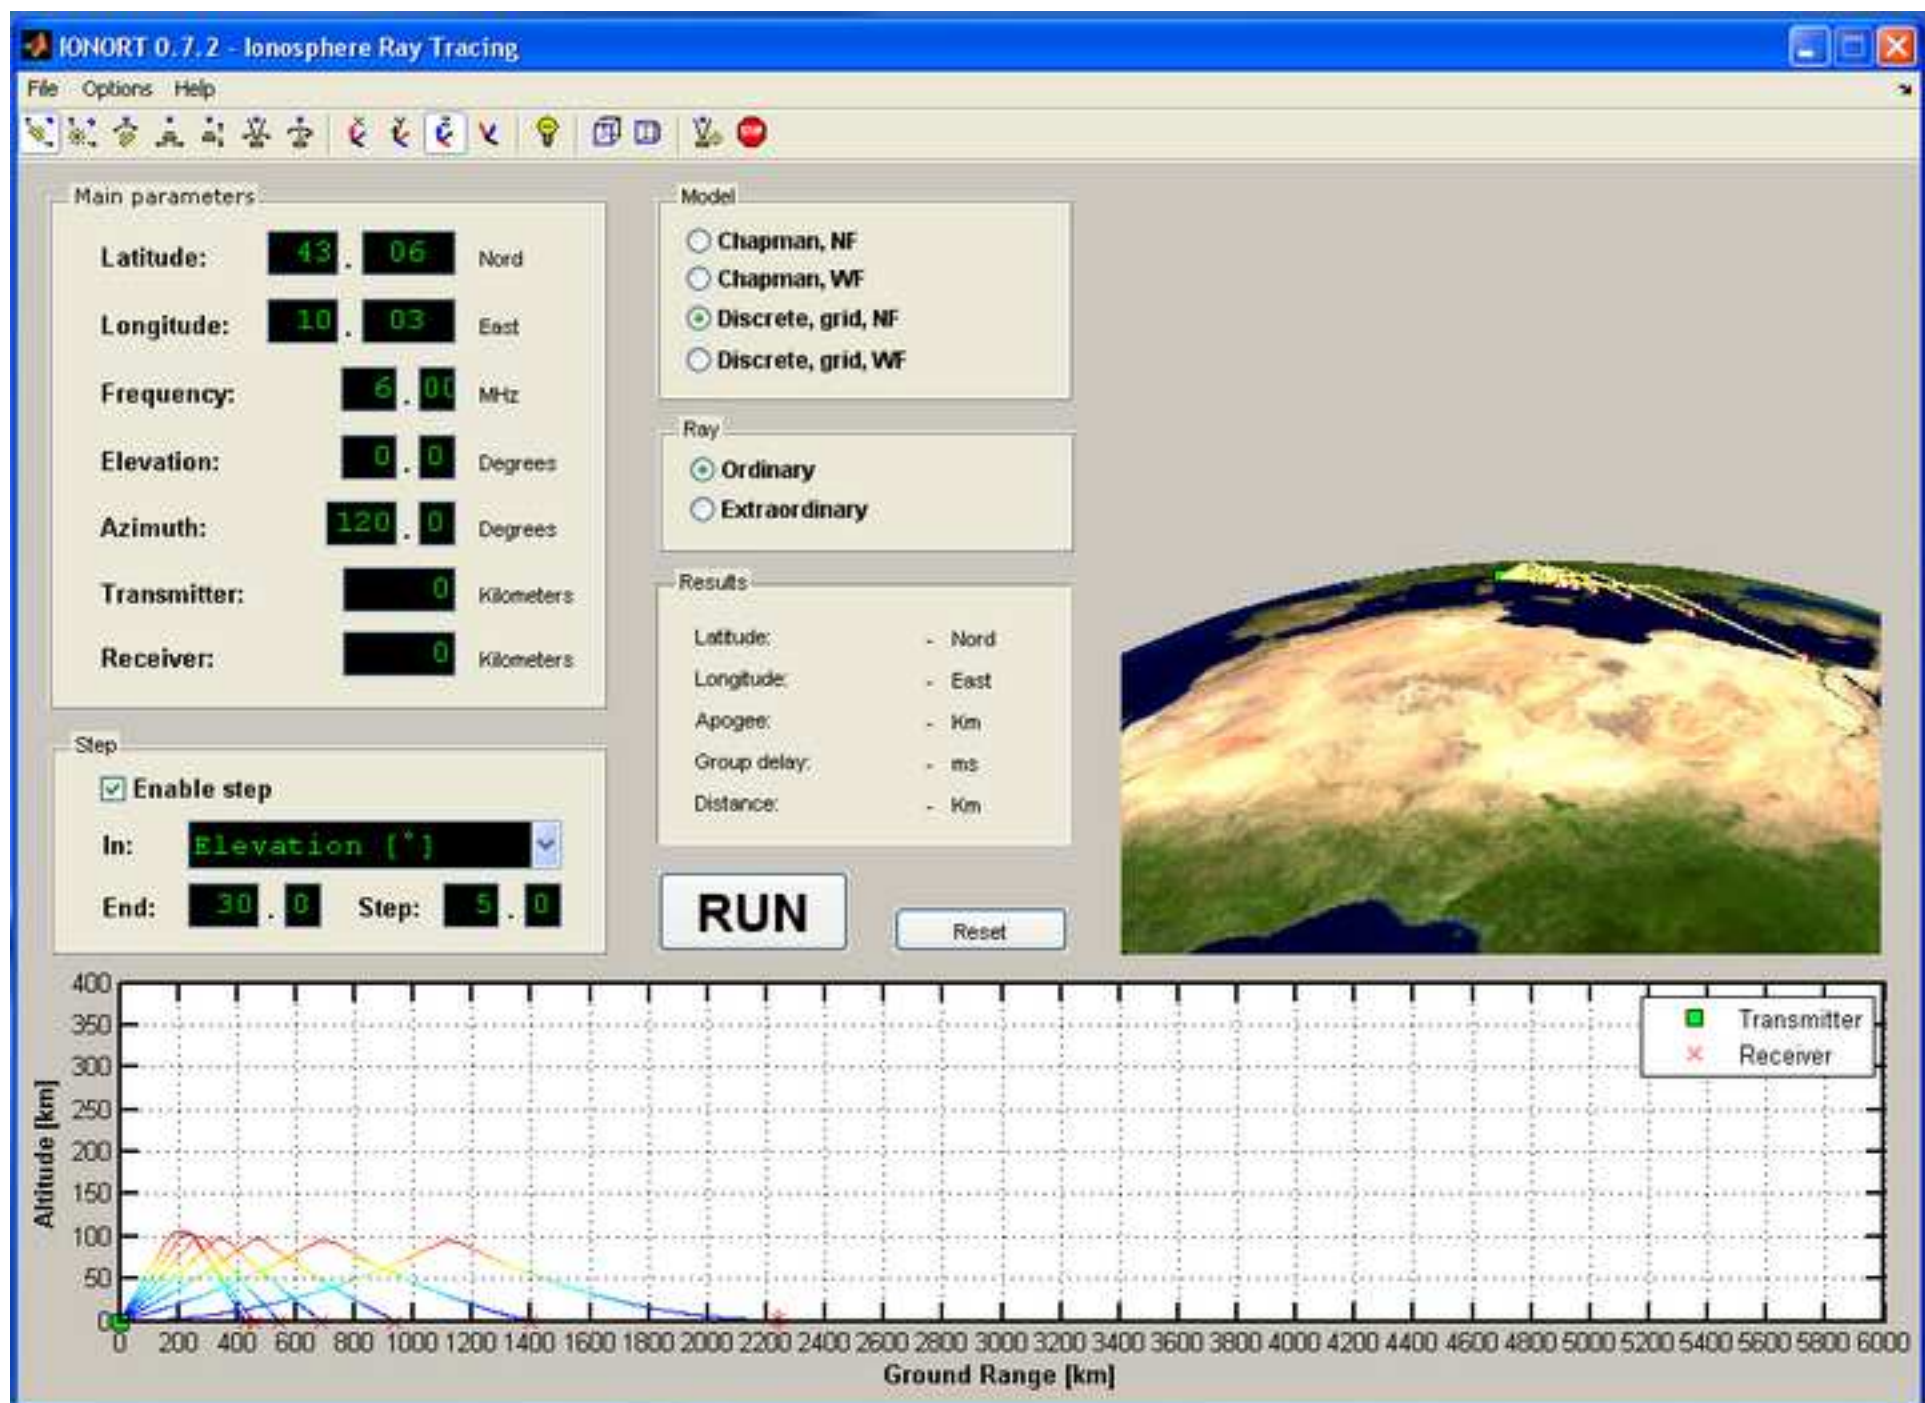 IONORT 0.7.2 - Ionosphere Ray Tracing
File Options Help
Main parameters
Latitude: 43 . 06 Nord
Longitude: 10 . 03 East
Frequency: 6 . 00 MHz
Elevation: 0 . 0 Degrees
Azimuth: 120 . 0 Degrees
Transmitter: 0 Kilometers
Receiver: 0 Kilometers
Step
Enable step
In: Elevation [°]
End: 30 . 0 Step: 5 . 0
Model
Chapman, NF
Chapman, WF
Discrete, grid, NF
Discrete, grid, WF
Ray
Ordinary
Extraordinary
Results
Latitude: - Nord
Longitude: - East
Apogee: - Km
Group delay: - ms
Distance: - Km
RUN
Reset
STOP
Altitude [km]
400
350
300
250
200
150
100
50
0
0 200 400 600 800 1000 1200 1400 1600 1800 2000 2200 2400 2600 2800 3000 3200 3400 3600 3800 4000 4200 4400 4600 4800 5000 5200 5400 5600 5800 6000
Ground Range [km]
Transmitter
Receiver